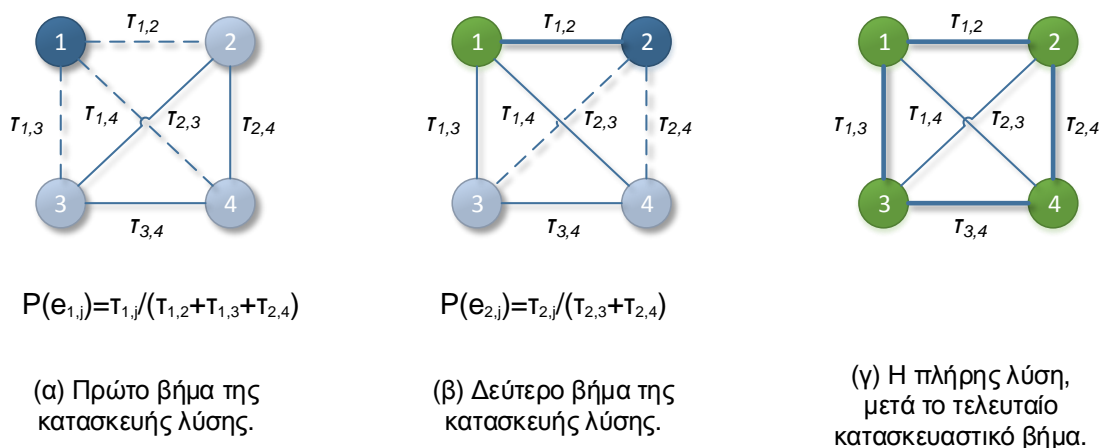 τ1,2
1
2
τ1,3
τ1,4
τ2,3
τ2,4
3
4
τ3,4
P(e1,j)=τ1,j/(τ1,2+τ1,3+τ2,4)
(α) Πρώτο βήμα της
κατασκευής λύσης.
τ1,2
1
2
τ1,3
τ1,4
τ2,3
τ2,4
3
4
τ3,4
P(e2,j)=τ2,j/(τ2,3+τ2,4)
(β) Δεύτερο βήμα της
κατασκευής λύσης.
τ1,2
1
2
τ1,3
τ1,4
τ2,3
τ2,4
3
4
τ3,4
(γ) Η πλήρης λύση,
μετά το τελευταίο
κατασκευαστικό βήμα.